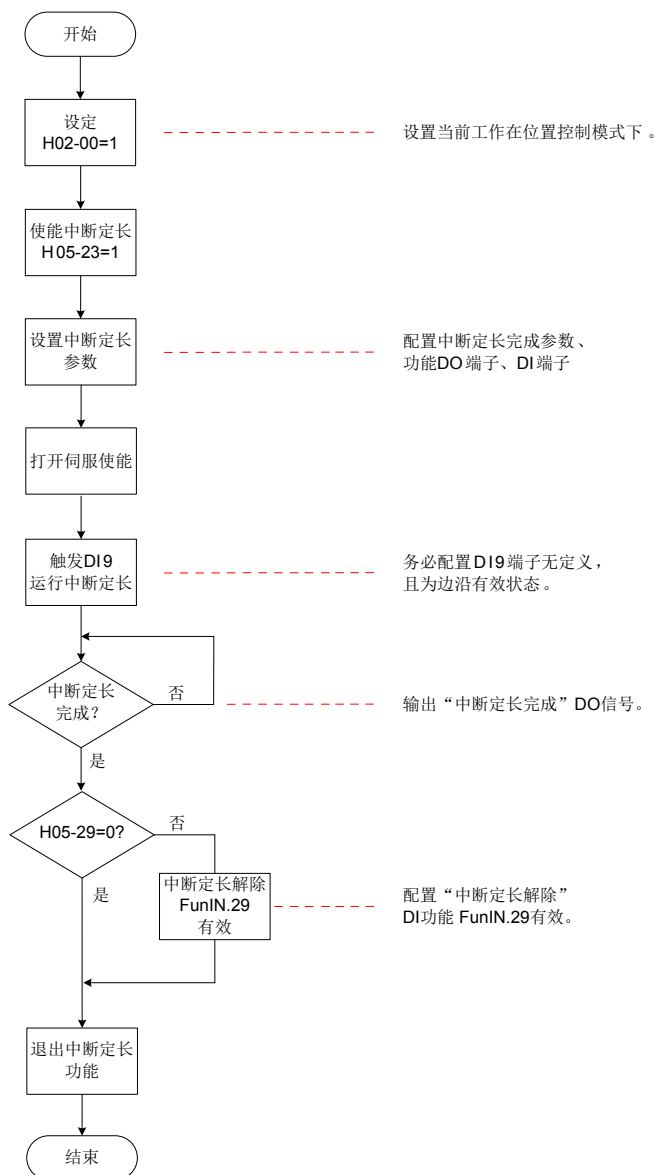 开始
设定
H02-00=1
设置当前工作在位置控制模式下。
使能中断定长
H05-23=1
设置中断定长
参数
配置中断定长完成参数、
功能DO端子、DI端子
打开伺服使能
触发DI9
运行中断定长
务必配置DI9端子无定义，
且为边沿有效状态。
中断定长
完成？
否
输出“中断定长完成”DO信号。
是
H05-29=0?
否
是
中断定长解除
FunIN.29
有效
配置“中断定长解除”
DI功能 FunIN.29有效。
退出中断定长
功能
结束